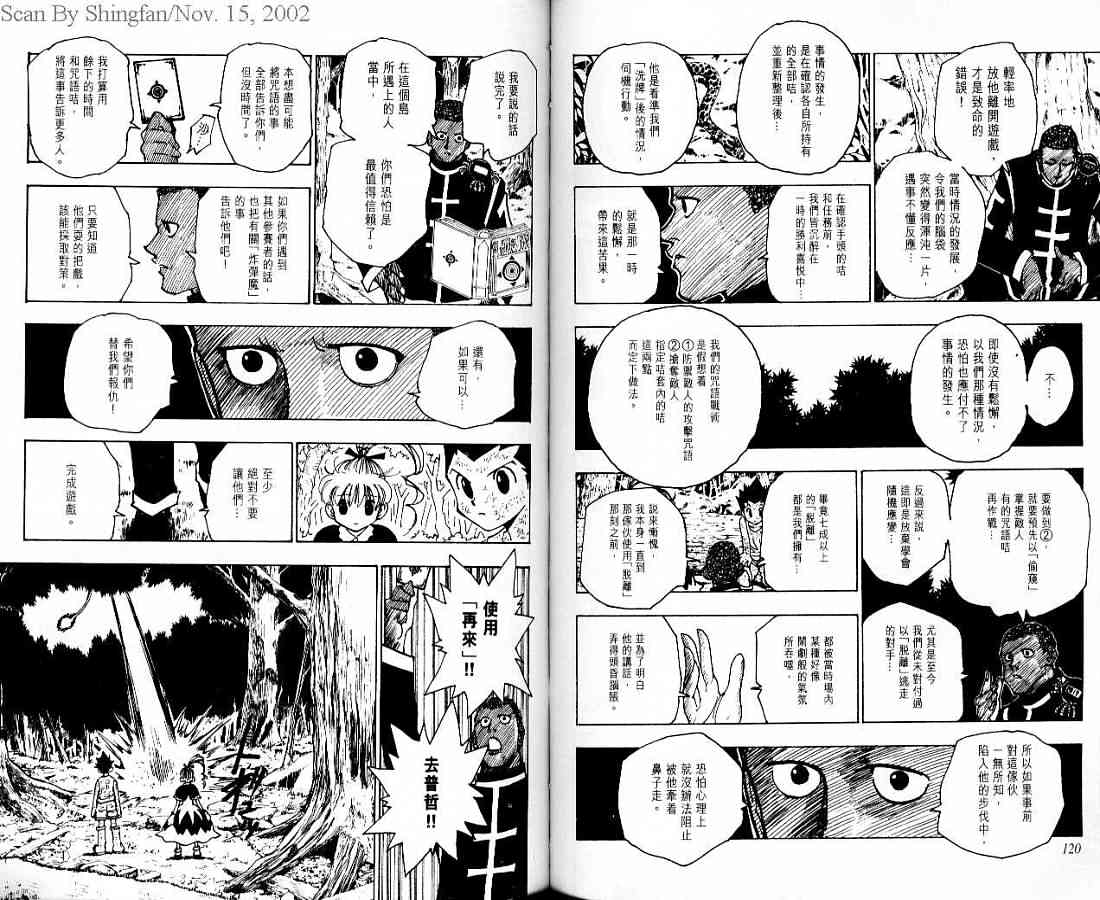 Scan By Shingfan/Nov. 15, 2002
輕率地
放他離開遊戲，
才是致命的
錯誤！
當時情況的發展，
令我們的腦袋
突然變得渾沌一片，
遇事不懂反應…
事情的發生，
是在確認各自所持有
的全部咭，
並重新整理後…
他是看準我們
「洗牌」後的情況，
伺機行動。
在確認手頭的咭
和任務前，
我們皆沉醉在
一時的勝利喜悅中…
就是那一時
的鬆懈，
帶來這苦果。
不…
即使沒有鬆懈，
以我們那種情況，
恐怕也應付不了
事情的發生。
我們的咒語戰術
是假想着
①防禦敵人的攻擊咒語
②搶奪敵人
指定咭套內的咭
這兩點
而定下做法。
要做到②，
就要預先以「偷窺」
掌握敵人
有的咒語咭
再作戰…
反過來說，
這即是放棄學會
隨機應變…
畢竟七成以上
的「脫離」
都是我們擁有…
說來慚愧，
我本身一直到
那傢伙使用「脫離」
那刻之前，
尤其是至今
我們從未對付過
以「脫離」逃走
的對手…
都被當時場內
某種好像
鬧劇般的氣氛
所吞噬，
並為了明白
他的講話，
弄得頭昏腦脹。
所以如果事前
對這傢伙
一無所知，
陷入他的步伐中，
恐怕心理上
就沒辦法阻止
被他牽着
鼻子走。
120
我要說的話
說完了。
在這個島
所遇上的人
當中，
你們恐怕是
最值得信賴了。
本想盡可能
將咒語的事
全部告訴你們，
但沒時間了。
我打算用
餘下的時間
和咒語咭，
將這事告訴更多人。
如果你們遇到
其他參賽者的話，
也把有關「炸彈魔」
的事
告訴他們吧！
只要知道
他們耍的把戲，
該能採取對策。
還有，
如果可以…
希望你們
替我們報仇！
至少
絕對不要
讓他們…
完成遊戲。
使用
「再來」!!
去普哲!!